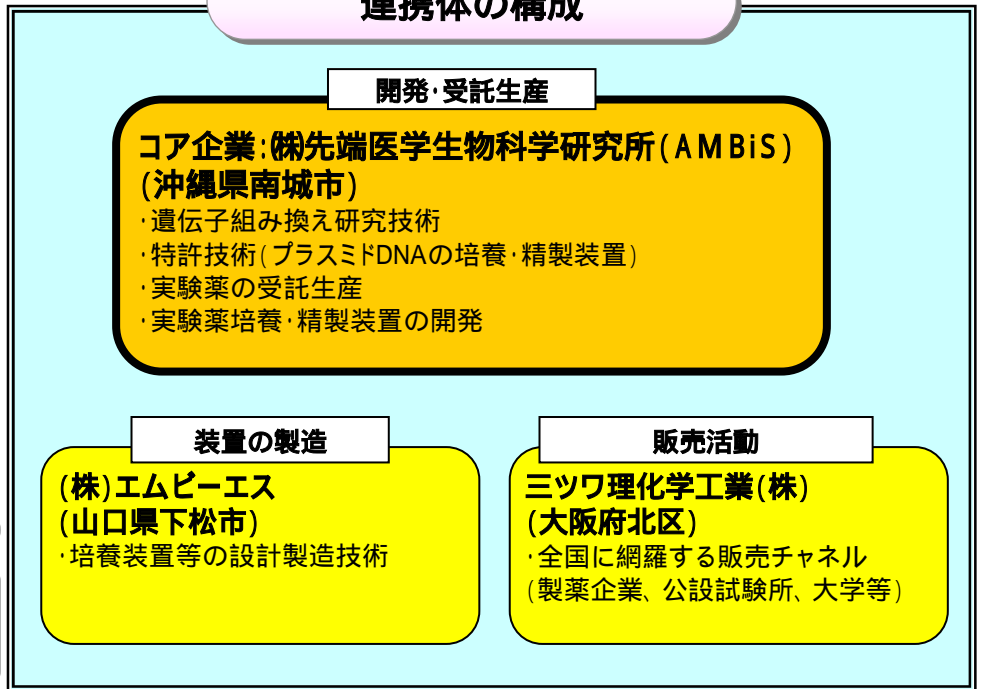 連携体の構成
開発・受託生産
コア企業:㈱先端医学生物科学研究所(AMBiS)
(沖縄県南城市)
・遺伝子組み換え研究技術
・特許技術(プラスミドDNAの培養・精製装置)
・実験薬の受託生産
・実験薬培養・精製装置の開発
装置の製造
(株)エムビーエス
(山口県下松市)
・培養装置等の設計製造技術
販売活動
三ツワ理化学工業(株)
(大阪府北区)
・全国に網羅する販売チャネル
(製薬企業、公設試験所、大学等)